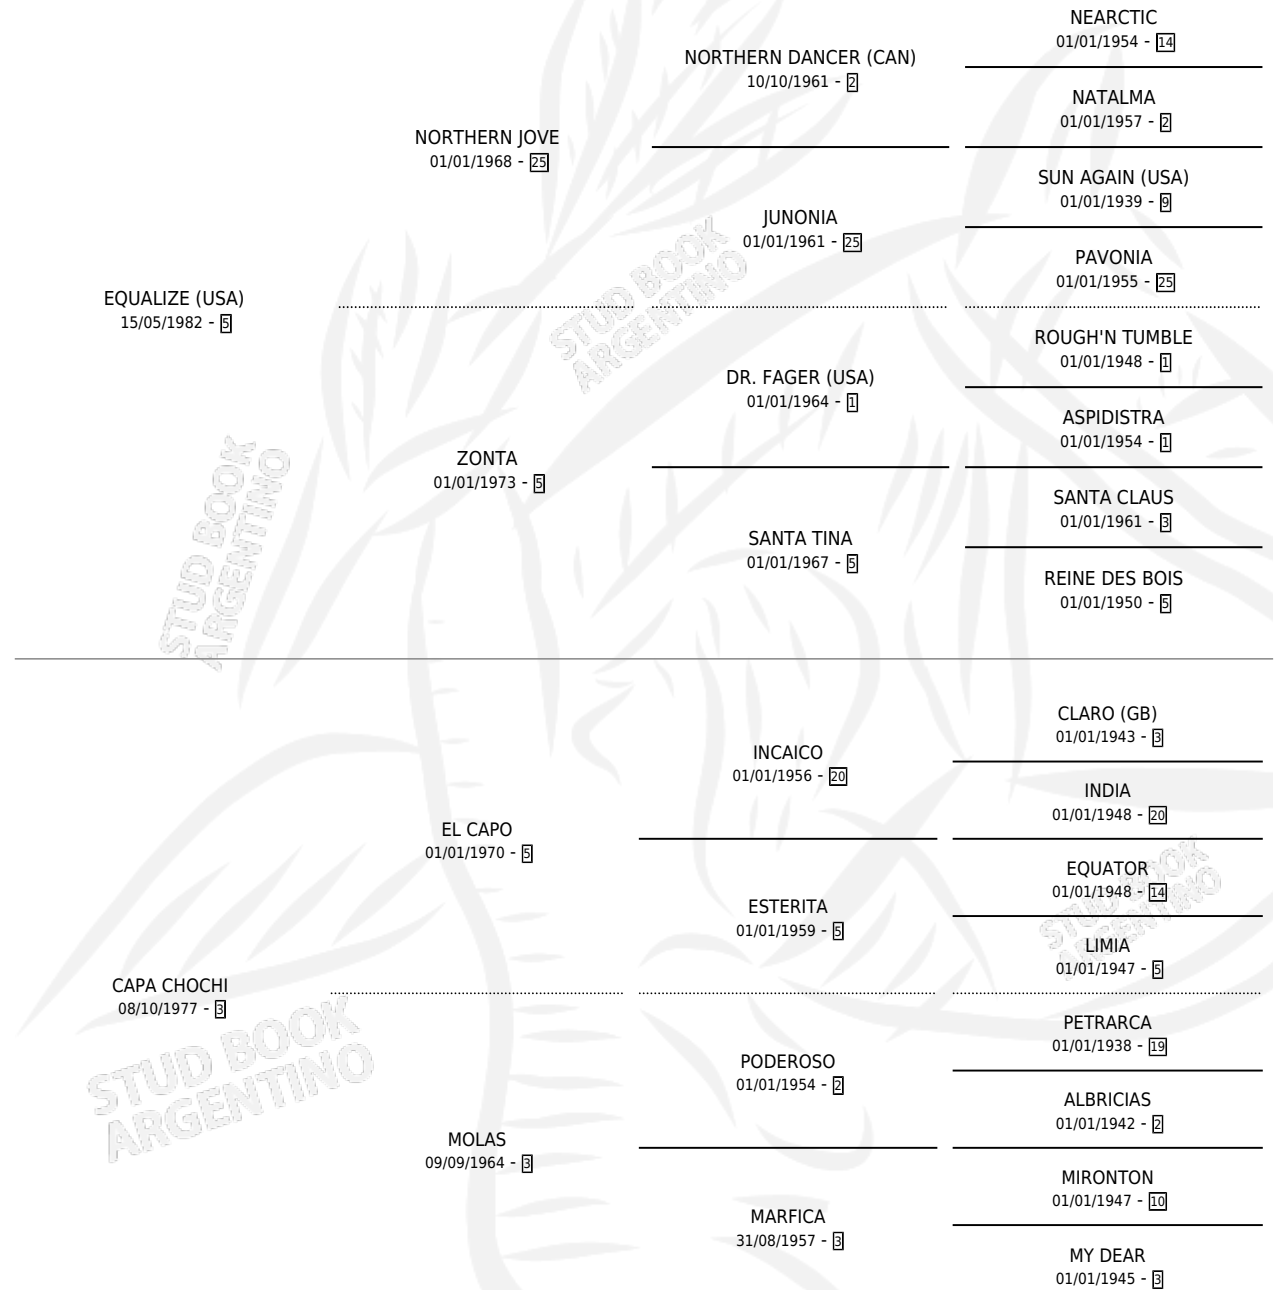 NEARCTIC
01/01/1954 - 14
NORTHERN DANCER (CAN)
10/10/1961 - 2
NATALMA
01/01/1957 - 2
NORTHERN JOVE
01/01/1968 - 25
SUN AGAIN (USA)
01/01/1939 - 9
JUNONIA
01/01/1961 - 25
PAVONIA
01/01/1955 - 25
EQUALIZE (USA)
15/05/1982 - 5
ROUGH'N TUMBLE
01/01/1948 - 1
DR. FAGER (USA)
01/01/1964 - 1
ASPIDISTRA
01/01/1954 - 1
ZONTA
01/01/1973 - 5
SANTA CLAUS
01/01/1961 - 3
SANTA TINA
01/01/1967 - 5
REINE DES BOIS
01/01/1950 - 5
CLARO (GB)
01/01/1943 - 3
INCAICO
01/01/1956 - 20
INDIA
01/01/1948 - 20
EL CAPO
01/01/1970 - 5
EQUATOR
01/01/1948 - 14
ESTERITA
01/01/1959 - 5
LIMIA
01/01/1947 - 5
CAPA CHOCHI
08/10/1977 - 3
PETRARCA
01/01/1938 - 19
PODEROSO
01/01/1954 - 2
ALBRICIAS
01/01/1942 - 2
MOLAS
09/09/1964 - 3
MIRONTON
01/01/1947 - 10
MARFICA
31/08/1957 - 3
MY DEAR
01/01/1945 - 3
STUD BOOK
ARGENTINO
STUD BOOK
ARGENTINO
STUD BOOK
ARGENTINO
STUD BOOK
ARGENTINO